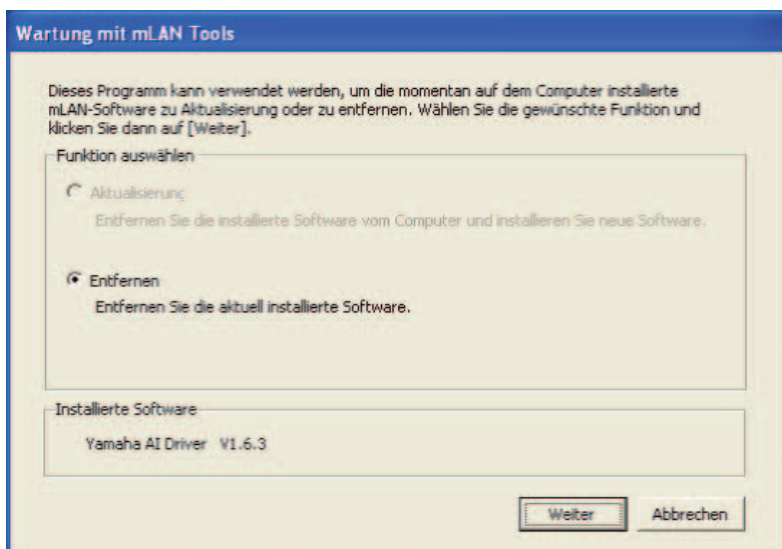 Wartung mit mLAN Tools
Dieses Programm kann verwendet werden, um die momentan auf dem Computer installierte
mLAN-Software zu Aktualisierung oder zu entfernen. Wählen Sie die gewünschte Funktion und
klicken Sie dann auf [Weiter].
Funktion auswählen
Aktualisierung
Entfernen Sie die installierte Software vom Computer und installieren Sie neue Software.
Entfernen
Entfernen Sie die aktuell installierte Software.
Installierte Software
Yamaha AI Driver V1.6.3
Weiter Abbrechen